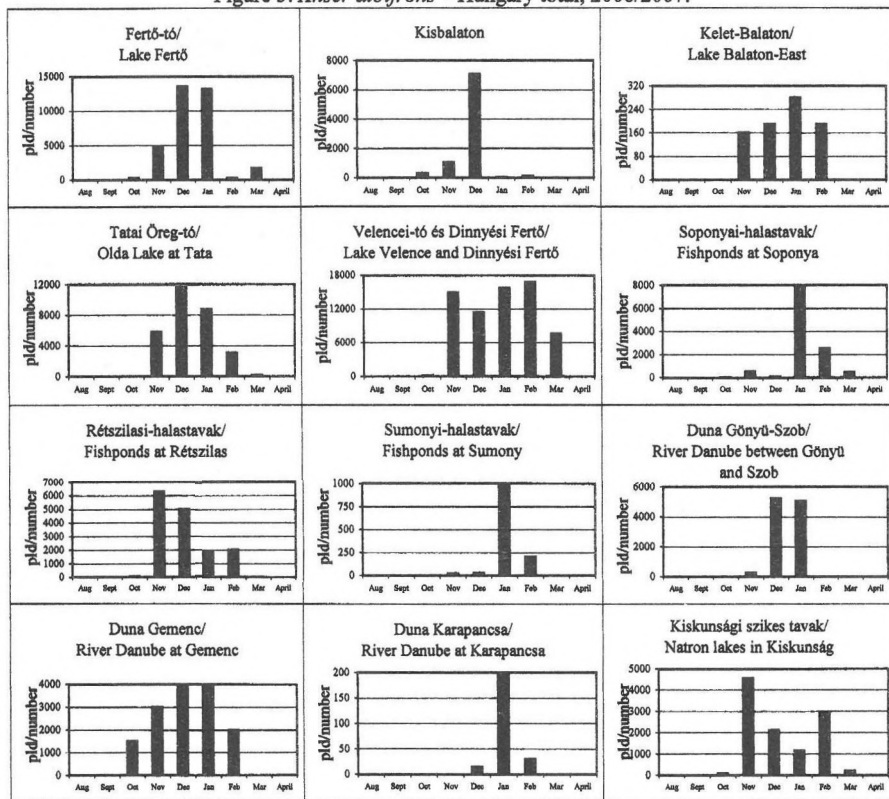 Anser albifrons – Hungary total,
Fertő-tó/
Lake Fertő
pld/number
15000
10000
5000
0
Aug Sept Oct Nov Dec Jan Feb Mar April
Kisbalaton
pld/number
8000
6000
4000
2000
0
Aug Sept Oct Nov Dec Jan Feb Mar April
Kelet-Balaton/
Lake Balaton-East
pld/number
320
240
160
80
0
Aug Sept Oct Nov Dec Jan Feb Mar April
Tatai Öreg-tó/
Olda Lake at Tata
pld/number
12000
8000
4000
0
Aug Sept Oct Nov Dec Jan Feb Mar April
Velencei-tó és Dinnyési Fertő/
Lake Velence and Dinnyési Fertő
pld/number
18000
12000
6000
0
Aug Sept Oct Nov Dec Jan Feb Mar April
Soponyai-halastavak/
Fishponds at Soponya
pld/number
8000
6000
4000
2000
0
Aug Sept Oct Nov Dec Jan Feb Mar April
Rétszilasi-halastavak/
Fishponds at Rétszilas
pld/number
7000
6000
5000
4000
3000
2000
1000
0
Aug Sept Oct Nov Dec Jan Feb Mar April
Sumonyi-halastavak/
Fishponds at Sumony
pld/number
1000
750
500
250
0
Aug Sept Oct Nov Dec Jan Feb Mar April
Duna Gönyü-Szob/
River Danube between Gönyü
and Szob
pld/number
6000
4000
2000
0
Aug Sept Oct Nov Dec Jan Feb Mar April
Duna Gemenc/
River Danube at Gemenc
pld/number
4000
3000
2000
1000
0
Aug Sept Oct Nov Dec Jan Feb Mar April
Duna Karapancsa/
River Danube at Karapancsa
pld/number
200
150
100
50
0
Aug Sept Oct Nov Dec Jan Feb Mar April
Kiskunsági szikes tavak/
Natron lakes in Kiskunság
pld/number
5000
4000
3000
2000
1000
0
Aug Sept Oct Nov Dec Jan Feb Mar April